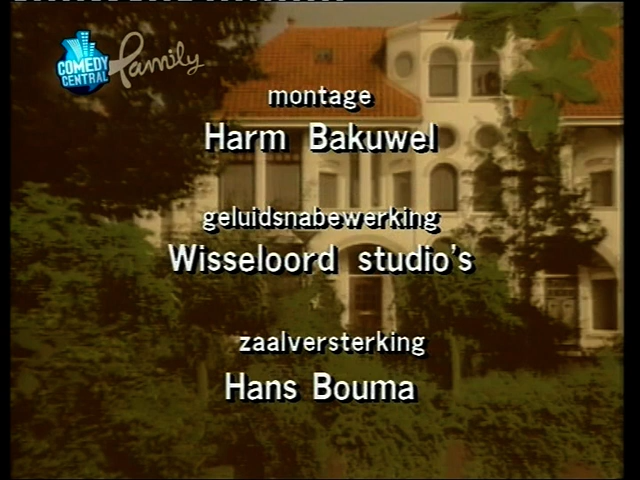 COMEDY CENTRAL Family
montage
Harm Bakuwel
geluidsnabewerking
Wisseloord studio's
zaalversterking
Hans Bouma